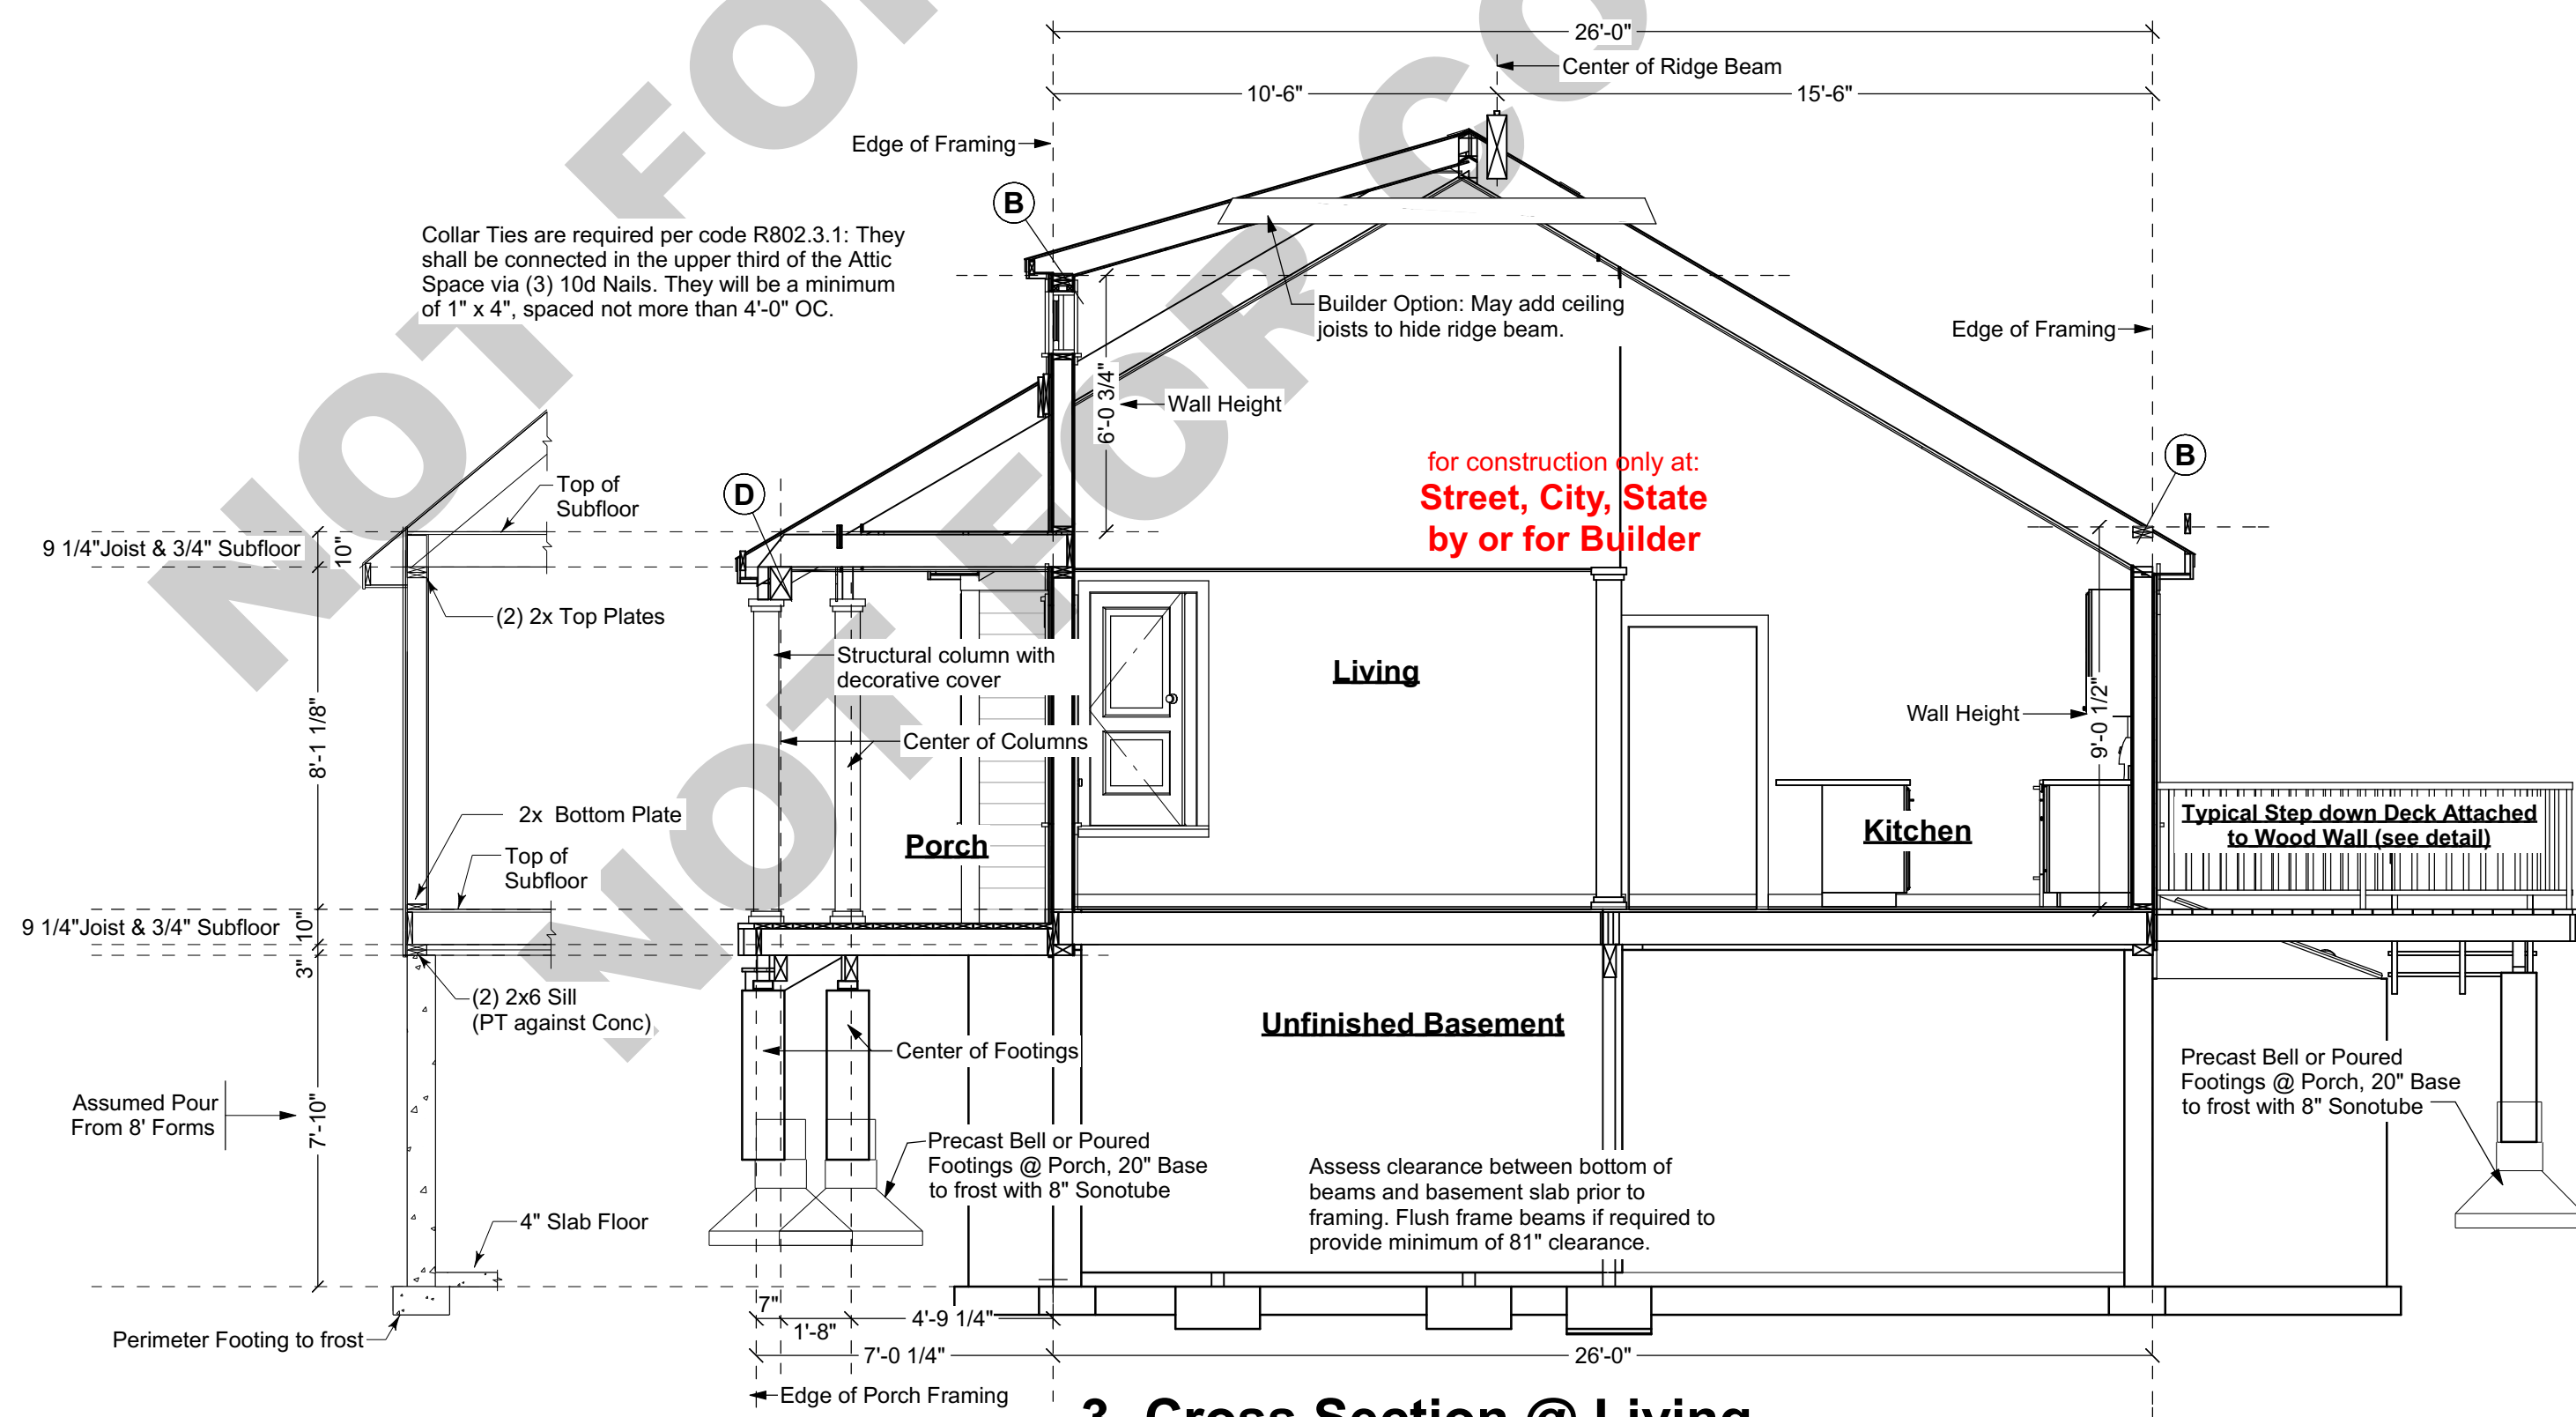 NOT FOR CO
NOT FOR
26'-0"
Center of Ridge Beam
10'-6"
15'-6"
Edge of Framing
B
Collar Ties are required per code R802.3.1: They
shall be connected in the upper third of the Attic
Space via (3) 10d Nails. They will be a minimum
of 1" x 4", spaced not more than 4'-0" OC.
Builder Option: May add ceiling
joists to hide ridge beam.
Edge of Framing
6'-0 3/4"
Wall Height
for construction only at:
Street, City, State
by or for Builder
B
D
Top of
Subfloor
9 1/4"Joist & 3/4" Subfloor
10"
(2) 2x Top Plates
Structural column with
decorative cover
Living
8'-1 1/8"
Center of Columns
Wall Height
9'-0 1/2"
2x Bottom Plate
Porch
Kitchen
Typical Step down Deck Attached
to Wood Wall (see detail)
Top of
Subfloor
9 1/4"Joist & 3/4" Subfloor
10"
3"
(2) 2x6 Sill
(PT against Conc)
Unfinished Basement
Center of Footings
Assumed Pour
From 8' Forms
7'-10"
Precast Bell or Poured
Footings @ Porch, 20" Base
to frost with 8" Sonotube
Precast Bell or Poured
Footings @ Porch, 20" Base
to frost with 8" Sonotube
Assess clearance between bottom of
beams and basement slab prior to
framing. Flush frame beams if required to
provide minimum of 81" clearance.
4" Slab Floor
Perimeter Footing to frost
7"
1'-8"
4'-9 1/4"
7'-0 1/4"
26'-0"
Edge of Porch Framing
3 Cross Section @ Living